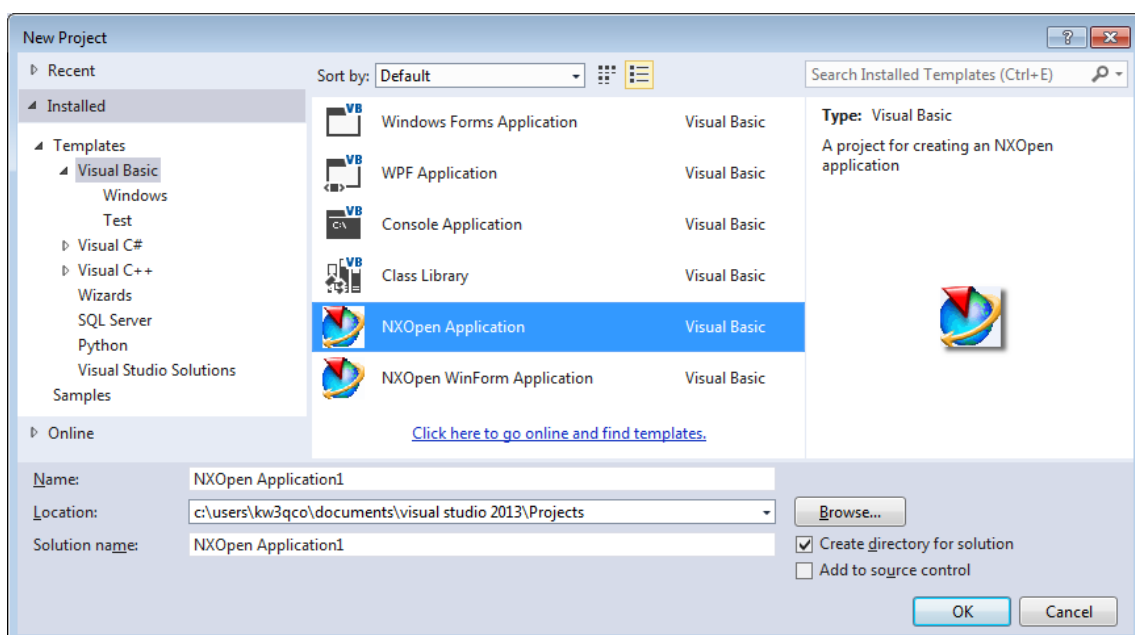 New Project
Recent
Installed
Templates
Visual Basic
Windows
Test
Visual C#
Visual C++
Wizards
SQL Server
Python
Visual Studio Solutions
Samples
Online
Sort by: Default
VB Windows Forms Application Visual Basic
VB WPF Application Visual Basic
VB C:\ Console Application Visual Basic
VB Class Library Visual Basic
NXOpen Application Visual Basic
NXOpen WinForm Application Visual Basic
Click here to go online and find templates.
Search Installed Templates (Ctrl+E)
Type: Visual Basic
A project for creating an NXOpen
application
Name: NXOpen Application1
Location: c:\users\kw3qco\documents\visual studio 2013\Projects Browse...
Solution name: NXOpen Application1
Create directory for solution
Add to source control
OK Cancel